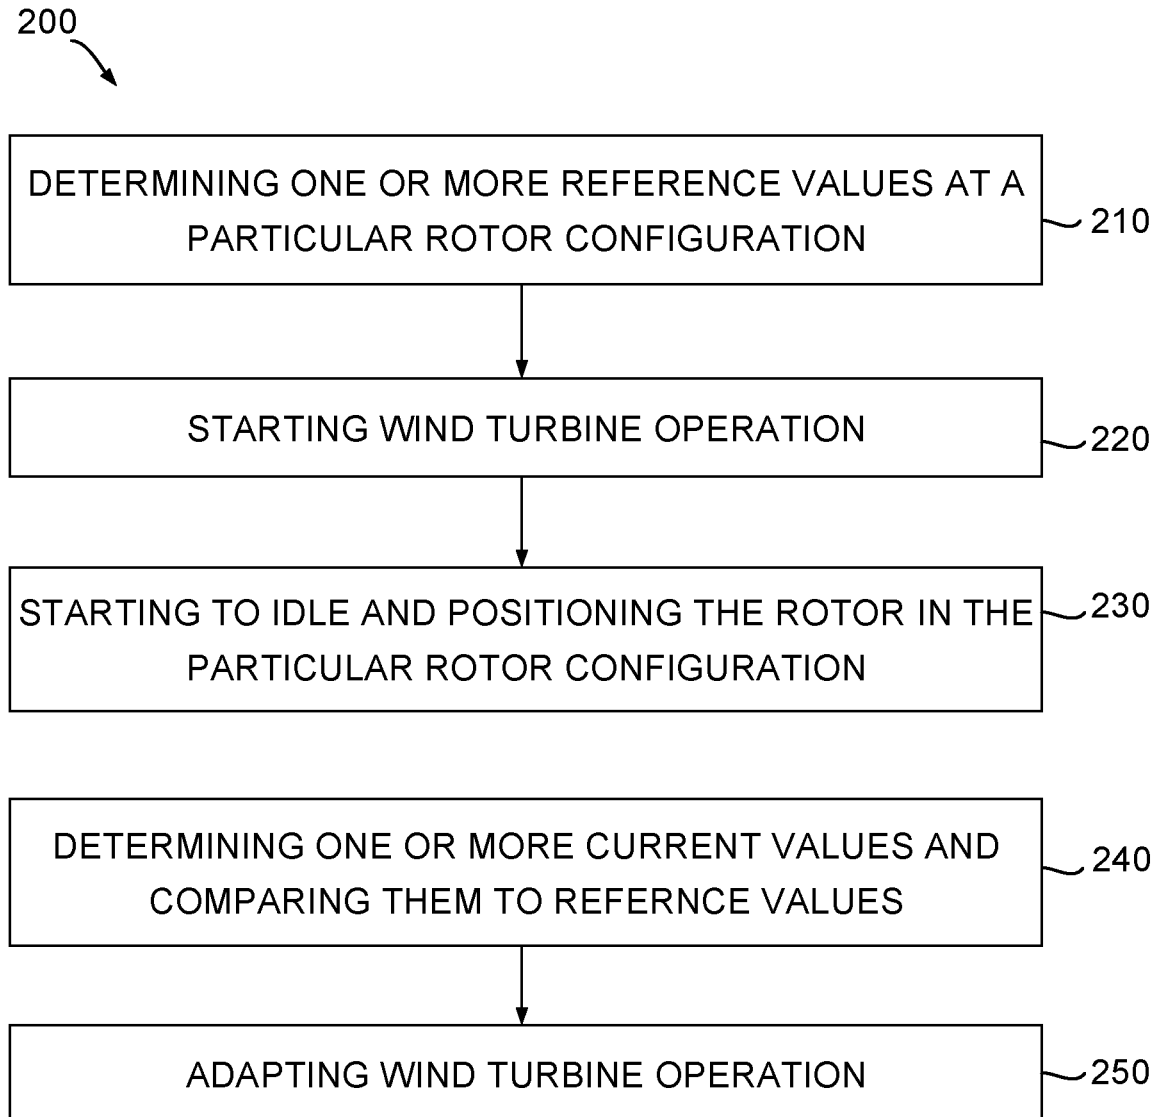 200
DETERMINING ONE OR MORE REFERENCE VALUES AT A
PARTICULAR ROTOR CONFIGURATION
210
STARTING WIND TURBINE OPERATION
220
STARTING TO IDLE AND POSITIONING THE ROTOR IN THE
PARTICULAR ROTOR CONFIGURATION
230
DETERMINING ONE OR MORE CURRENT VALUES AND
COMPARING THEM TO REFERNCE VALUES
240
ADAPTING WIND TURBINE OPERATION
250